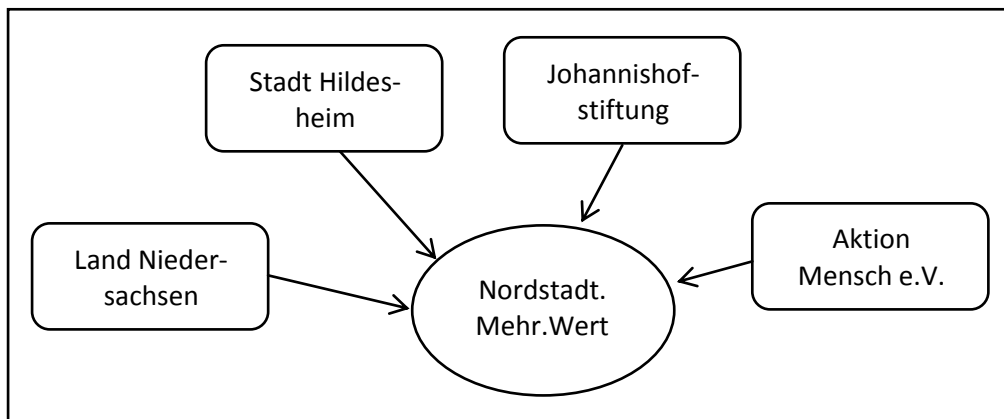 Stadt Hildes-
heim
Johannishof-
stiftung
Land Nieder-
sachsen
Aktion
Mensch e.V.
Nordstadt.
Mehr.Wert